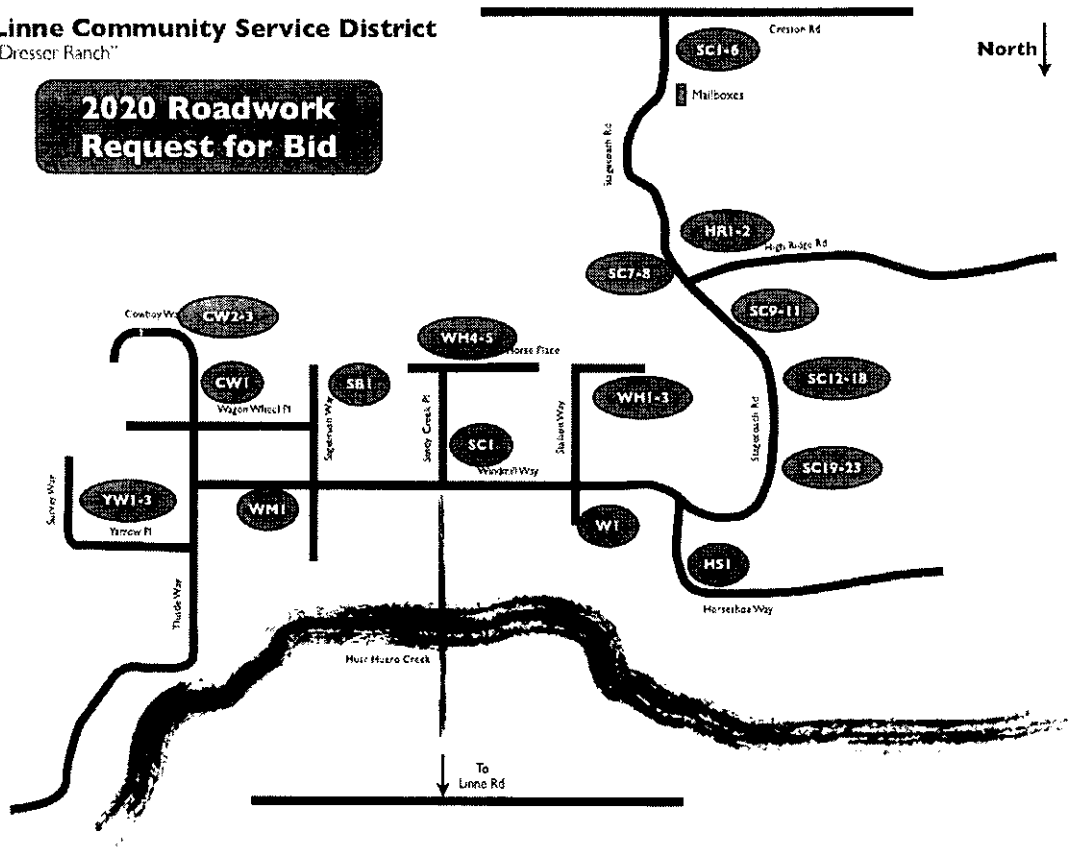 Linne Community Service District
"Dresser Ranch"
2020 Roadwork
Request for Bid
North
Creston Rd
SC1-6
Mailboxes
Stagecoach Rd
HR1-2
High Ridge Rd
SC7-8
SC9-11
Cowboy Wa
CW2-3
WH4-5
Horse Place
SC12-18
CW1
SB1
WH1-3
Wagon Wheel Pl
Sagebrush Way
Sandy Creek Pl
Stallion Way
Stagecoach Rd
SC1
Windmill Way
SC19-23
Survey Way
YW1-3
WM1
W1
Yarrow Pl
HS1
Thistle Way
Horseshoe Way
Huer Huero Creek
To
Linne Rd